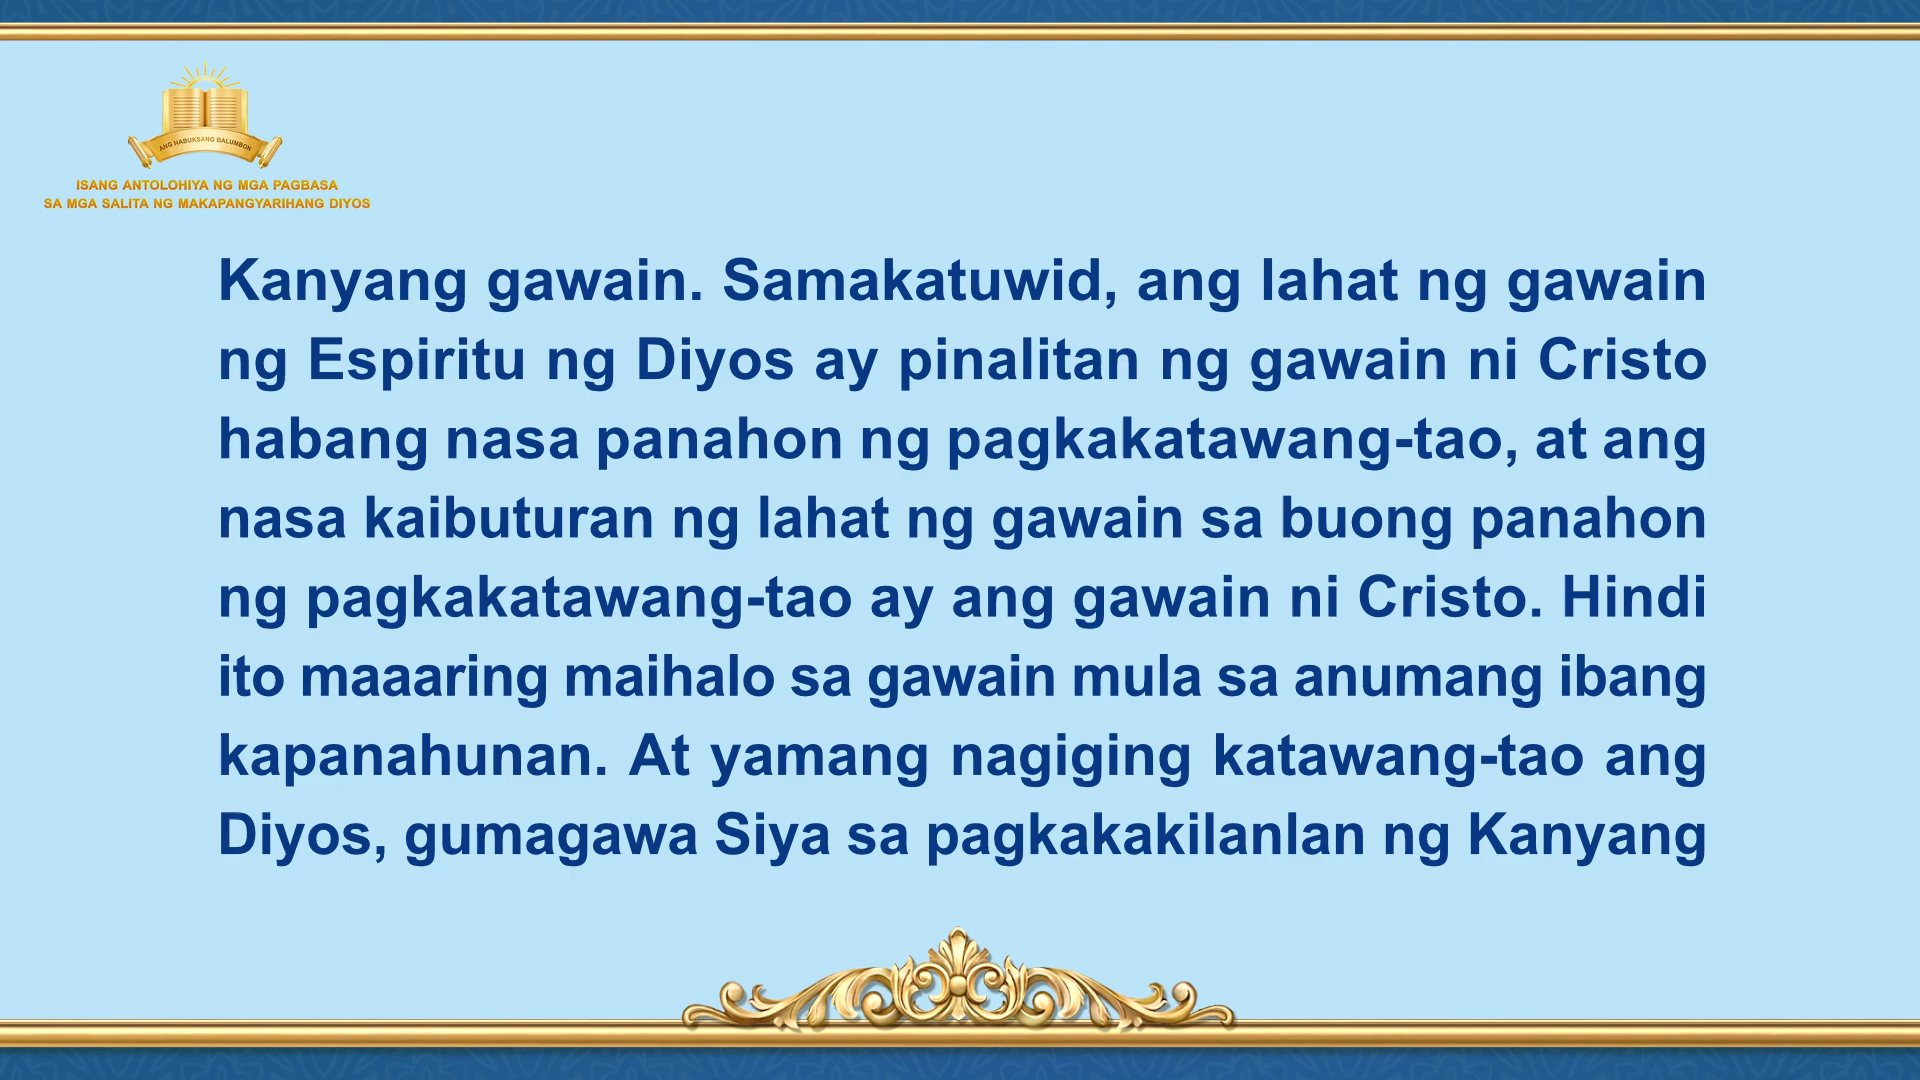 ANG NABUKSANG BALUMBON
ISANG ANTOLOHIYA NG MGA PAGBASA
SA MGA SALITA NG MAKAPANGYARIHANG DIYOS
Kanyang gawain. Samakatuwid, ang lahat ng gawain
ng Espiritu ng Diyos ay pinalitan ng gawain ni Cristo
habang nasa panahon ng pagkakatawang-tao, at ang
nasa kaibuturan ng lahat ng gawain sa buong panahon
ng pagkakatawang-tao ay ang gawain ni Cristo. Hindi
ito maaaring maihalo sa gawain mula sa anumang ibang
kapanahunan. At yamang nagiging katawang-tao ang
Diyos, gumagawa Siya sa pagkakakilanlan ng Kanyang